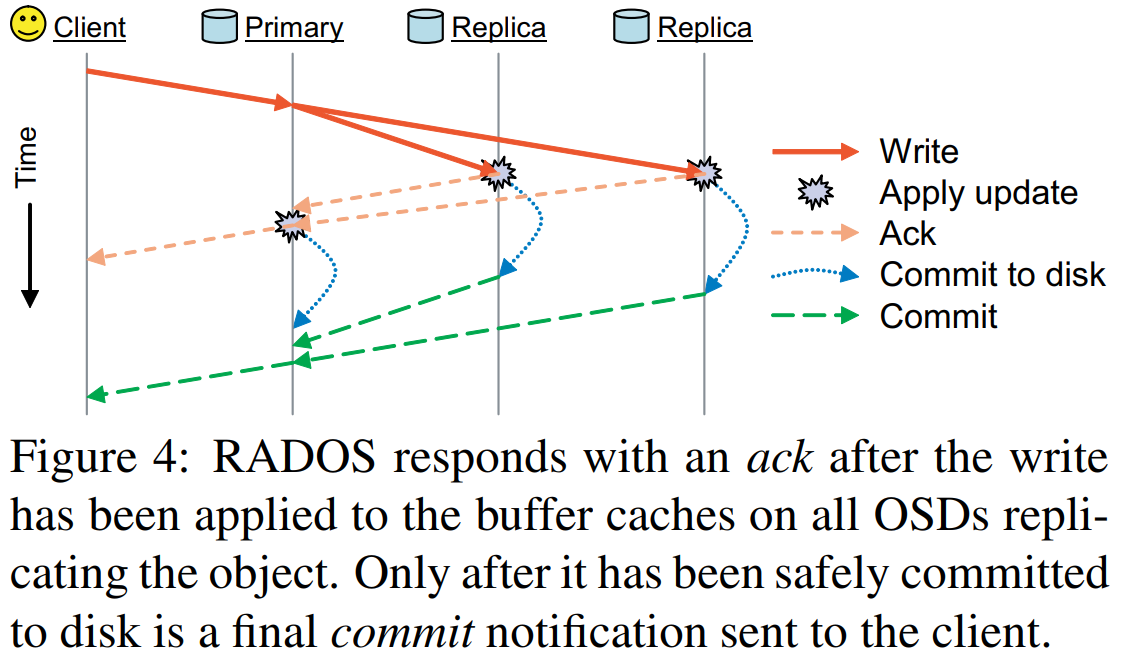 Client
Primary
Replica
Replica
Time
Write
Apply update
Ack
Commit to disk
Commit
Figure 4: RADOS responds with an ack after the write
has been applied to the buffer caches on all OSDs repli-
cating the object. Only after it has been safely committed
to disk is a final commit notification sent to the client.